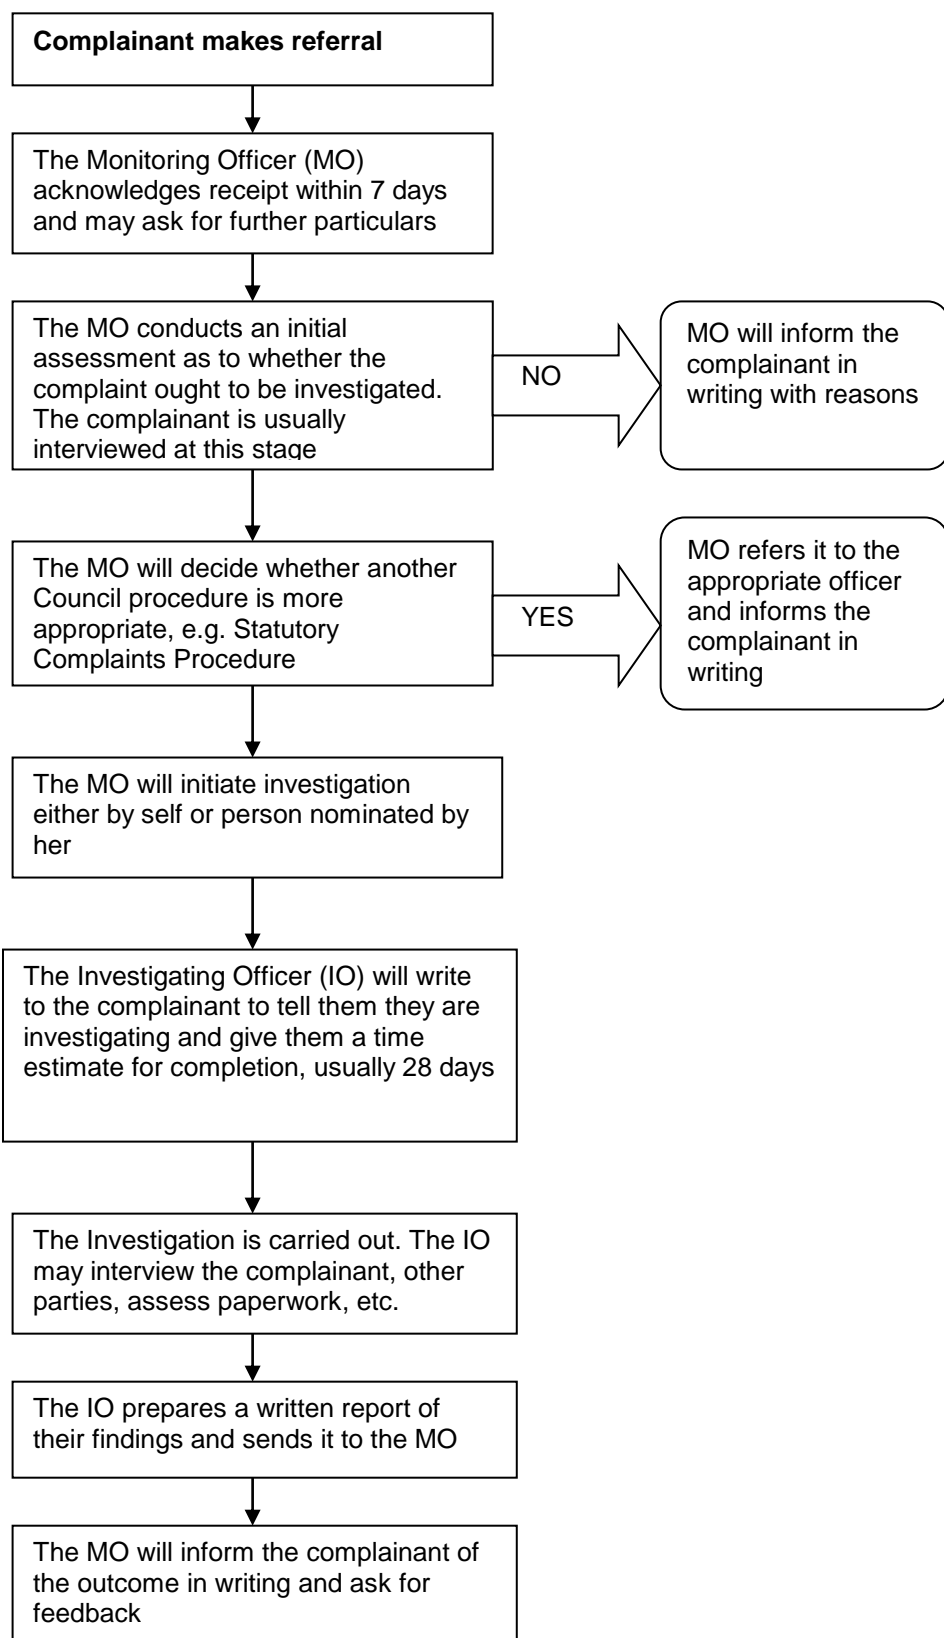 Complainant makes referral
The Monitoring Officer (MO)
acknowledges receipt within 7 days
and may ask for further particulars
The MO conducts an initial
assessment as to whether the
complaint ought to be investigated.
The complainant is usually
interviewed at this stage
NO
MO will inform the
complainant in
writing with reasons
The MO will decide whether another
Council procedure is more
appropriate, e.g. Statutory
Complaints Procedure
YES
MO refers it to the
appropriate officer
and informs the
complainant in
writing
The MO will initiate investigation
either by self or person nominated by
her
The Investigating Officer (IO) will write
to the complainant to tell them they are
investigating and give them a time
estimate for completion, usually 28 days
The Investigation is carried out. The IO
may interview the complainant, other
parties, assess paperwork, etc.
The IO prepares a written report of
their findings and sends it to the MO
The MO will inform the complainant of
the outcome in writing and ask for
feedback